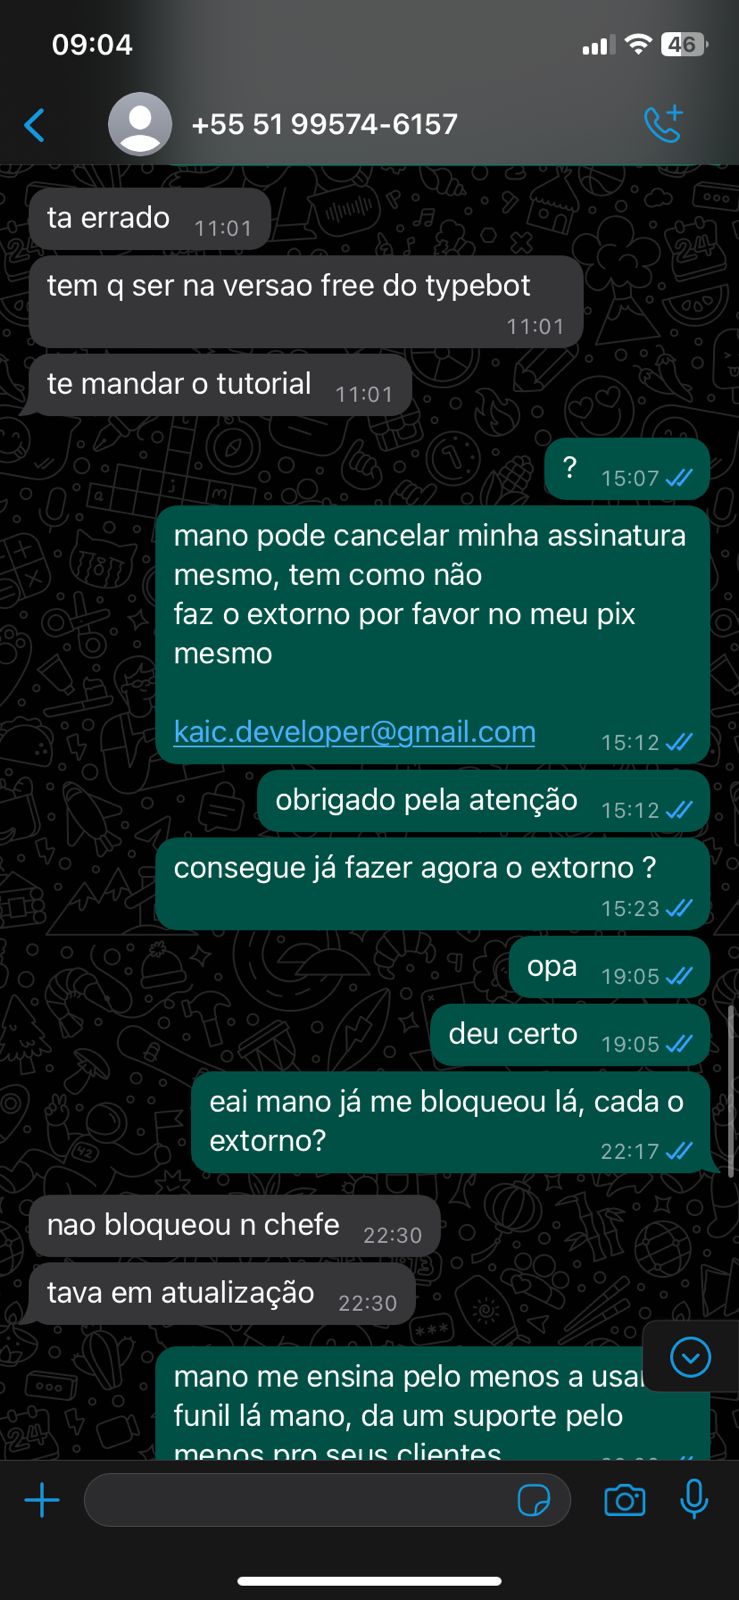 09:04
46
+55 51 99574-6157
ta errado 11:01
tem q ser na versao free do typebot
11:01
te mandar o tutorial 11:01
? 15:07
mano pode cancelar minha assinatura
mesmo, tem como não
faz o extorno por favor no meu pix
mesmo
kaic.developer@gmail.com 15:12
obrigado pela atenção 15:12
consegue já fazer agora o extorno ?
15:23
opa 19:05
deu certo 19:05
eai mano já me bloqueou lá, cada o
extorno? 22:17
nao bloqueou n chefe 22:30
tava em atualização 22:30
mano me ensina pelo menos a usar
funil lá mano, da um suporte pelo
menos pro seus clientes